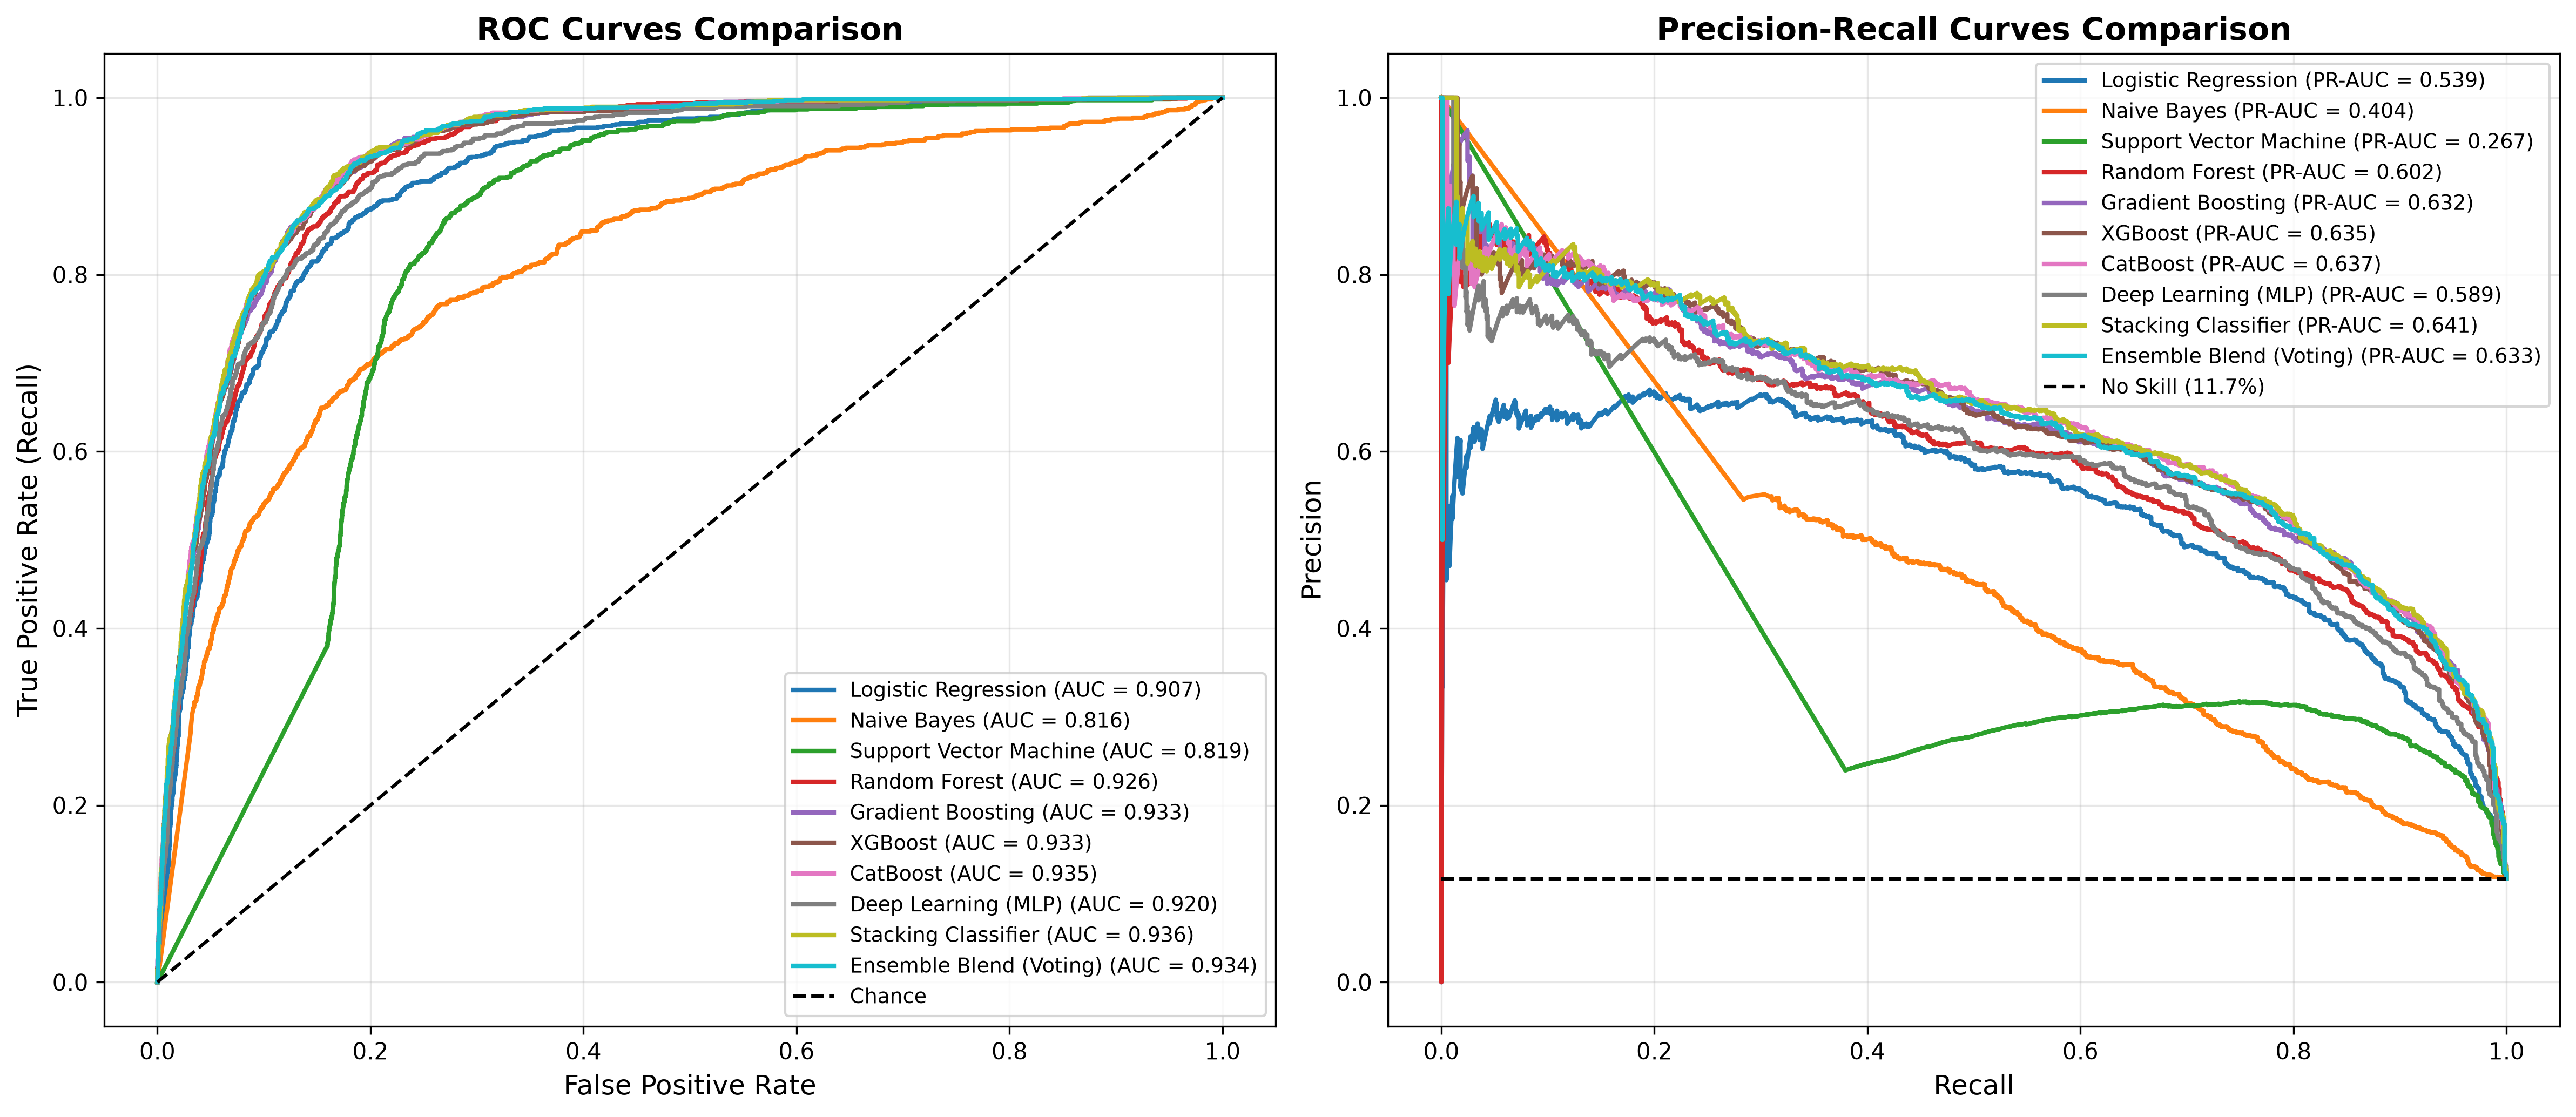 ROC Curves Comparison
True Positive Rate (Recall)
1.0
0.8
0.6
0.4
0.2
0.0
Logistic Regression (AUC = 0.907)
Naive Bayes (AUC = 0.816)
Support Vector Machine (AUC = 0.819)
Random Forest (AUC = 0.926)
Gradient Boosting (AUC = 0.933)
XGBoost (AUC = 0.933)
CatBoost (AUC = 0.935)
Deep Learning (MLP) (AUC = 0.920)
Stacking Classifier (AUC = 0.936)
Ensemble Blend (Voting) (AUC = 0.934)
Chance
0.0 0.2 0.4 0.6 0.8 1.0
False Positive Rate
Precision-Recall Curves Comparison
Precision
1.0
0.8
0.6
0.4
0.2
0.0
Logistic Regression (PR-AUC = 0.539)
Naive Bayes (PR-AUC = 0.404)
Support Vector Machine (PR-AUC = 0.267)
Random Forest (PR-AUC = 0.602)
Gradient Boosting (PR-AUC = 0.632)
XGBoost (PR-AUC = 0.635)
CatBoost (PR-AUC = 0.637)
Deep Learning (MLP) (PR-AUC = 0.589)
Stacking Classifier (PR-AUC = 0.641)
Ensemble Blend (Voting) (PR-AUC = 0.633)
No Skill (11.7%)
0.0 0.2 0.4 0.6 0.8 1.0
Recall